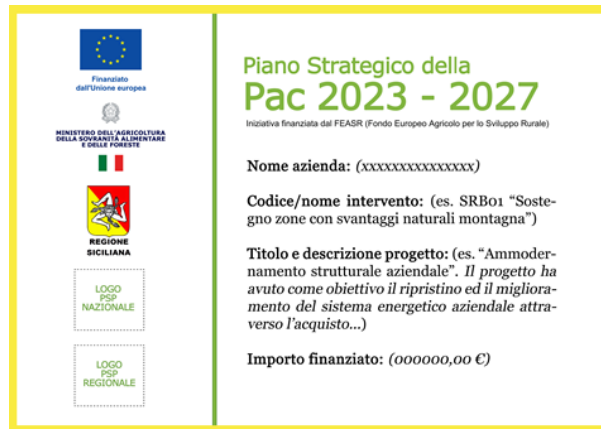 Finanziato
dall'Unione europea
MINISTERO DELL'AGRICOLTURA
DELLA SOVRANITÀ ALIMENTARE
E DELLE FORESTE
REGIONE
SICILIANA
LOGO
PSP
NAZIONALE
LOGO
PSP
REGIONALE
Piano Strategico della
Pac 2023 - 2027
Iniziativa finanziata dal FEASR (Fondo Europeo Agricolo per lo Sviluppo Rurale)
Nome azienda: (xxxxxxxxxxxxxxx)
Codice/nome intervento: (es. SRB01 “Soste-
gno zone con svantaggi naturali montagna”)
Titolo e descrizione progetto: (es. “Ammoder-
namento strutturale aziendale”. Il progetto ha
avuto come obiettivo il ripristino ed il migliora-
mento del sistema energetico aziendale attra-
verso l’acquisto...)
Importo finanziato: (000000,00 €)